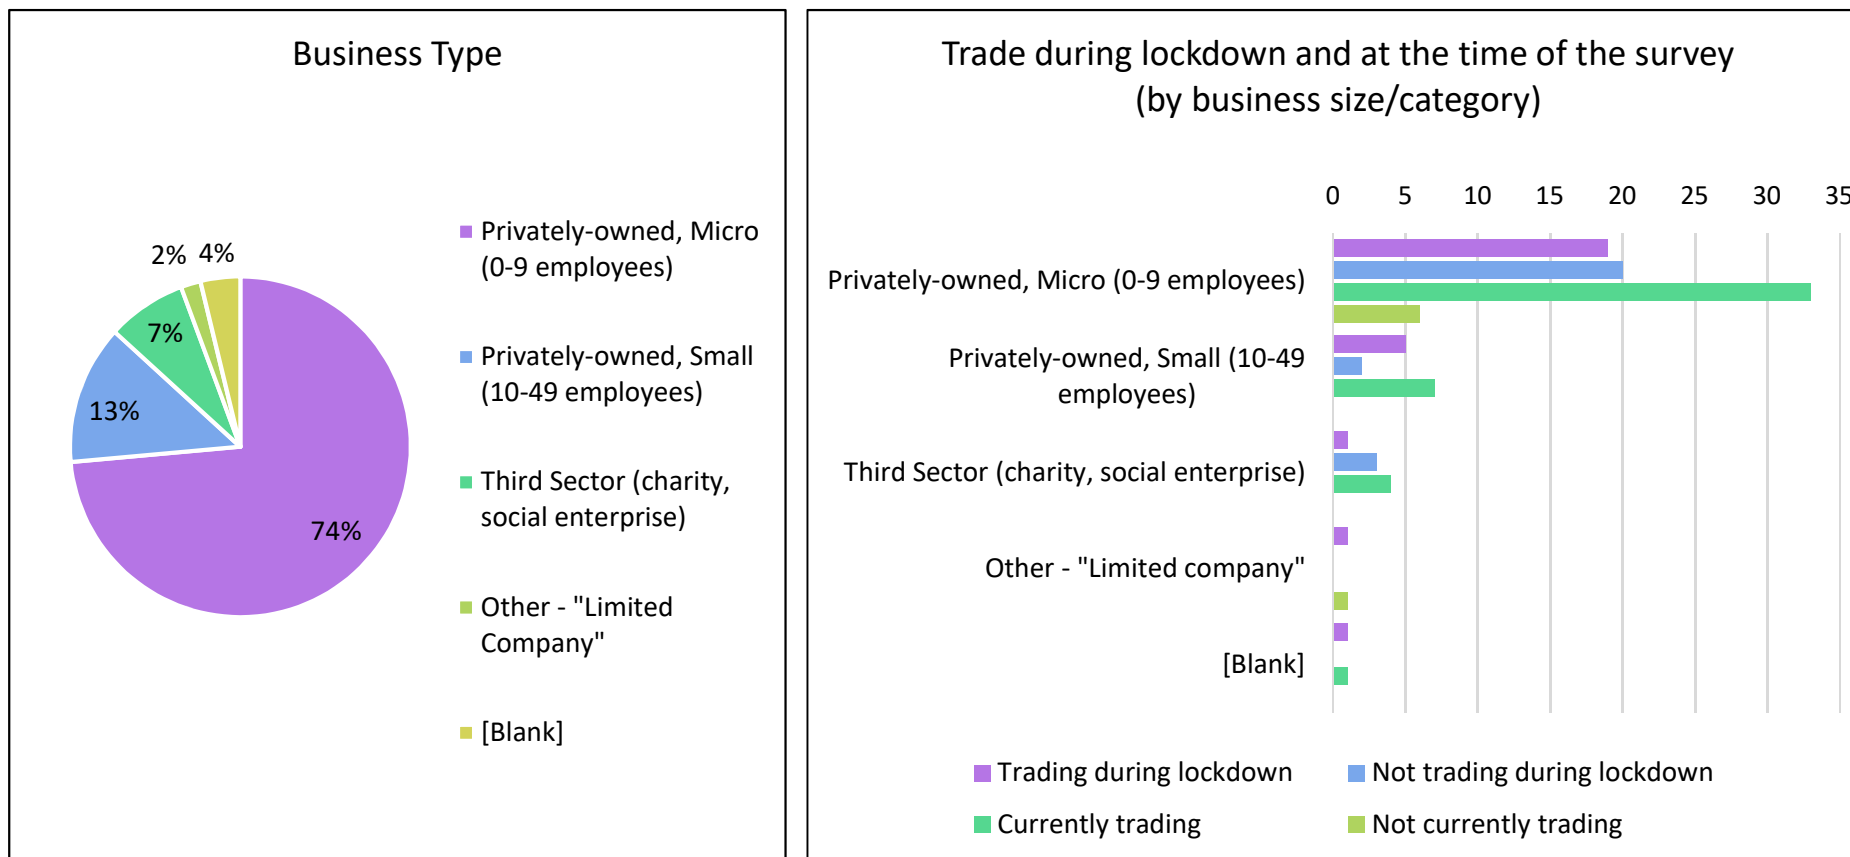 Business Type
2%
4%
7%
13%
74%
Privately-owned, Micro
(0-9 employees)
Privately-owned, Small
(10-49 employees)
Third Sector (charity,
social enterprise)
Other - "Limited
Company"
[Blank]
Trade during lockdown and at the time of the survey
(by business size/category)
0 5 10 15 20 25 30 35
Privately-owned, Micro (0-9 employees)
Privately-owned, Small (10-49
employees)
Third Sector (charity, social enterprise)
Other - "Limited company"
[Blank]
Trading during lockdown
Not trading during lockdown
Currently trading
Not currently trading